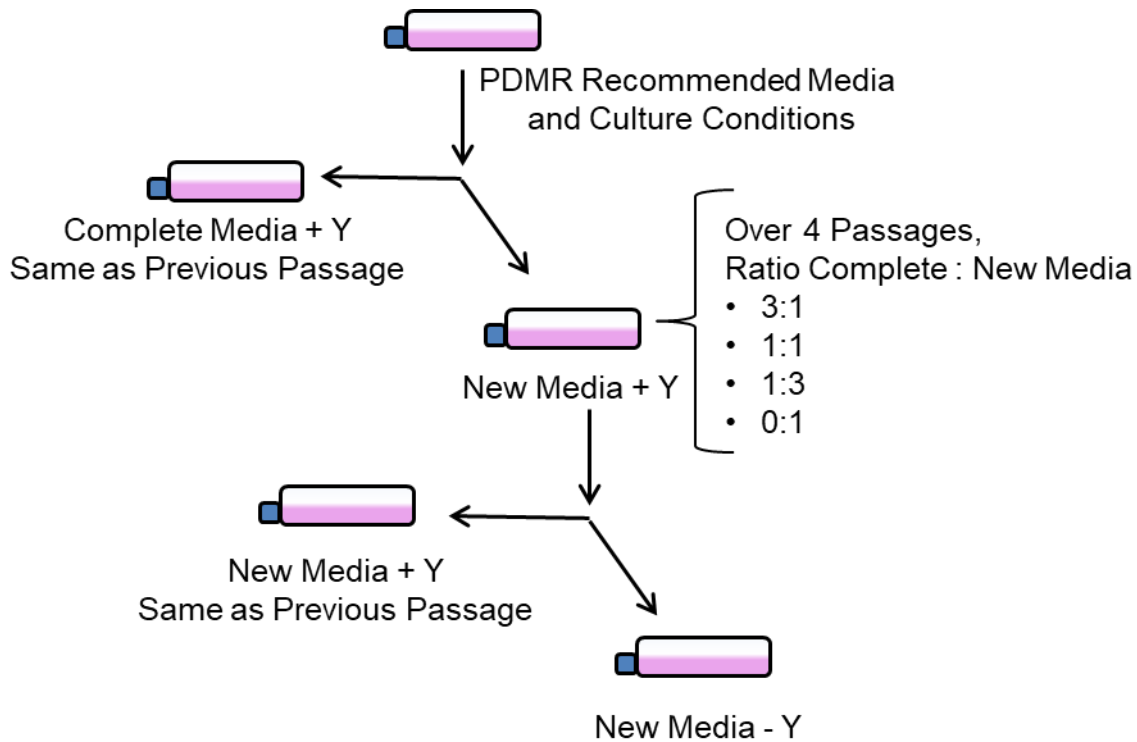 PDMR Recommended Media
and Culture Conditions
Complete Media + Y
Same as Previous Passage
Over 4 Passages,
Ratio Complete : New Media
• 3:1
• 1:1
• 1:3
• 0:1
New Media + Y
New Media + Y
Same as Previous Passage
New Media - Y